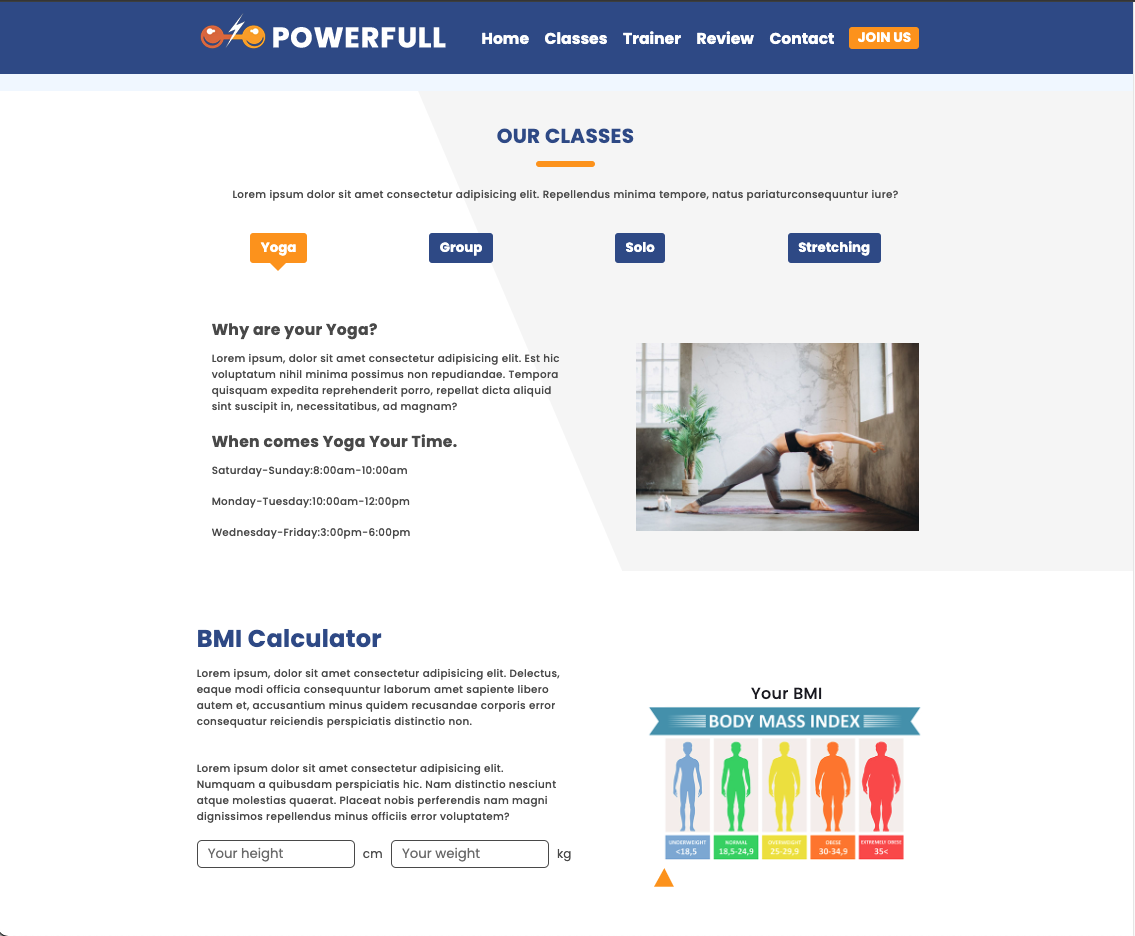 POWERFULL
Home Classes Trainer Review Contact JOIN US
OUR CLASSES
Lorem ipsum dolor sit amet consectetur adipisicing elit. Repellendus minima tempore, natus pariaturconsequuntur iure?
Yoga Group Solo Stretching
Why are your Yoga?
Lorem ipsum, dolor sit amet consectetur adipisicing elit. Est hic
voluptatum nihil minima possimus non repudiandae. Tempora
quisquam expedita reprehenderit porro, repellat dicta aliquid
sint suscipit in, necessitatibus, ad magnam?
When comes Yoga Your Time.
Saturday-Sunday:8:00am-10:00am
Monday-Tuesday:10:00am-12:00pm
Wednesday-Friday:3:00pm-6:00pm
BMI Calculator
Lorem ipsum, dolor sit amet consectetur adipisicing elit. Delectus,
eaque modi officia consequuntur laborum amet sapiente libero
autem et, accusantium minus quidem recusandae corporis error
consequatur reiciendis perspiciatis distinctio non.
Lorem ipsum dolor sit amet consectetur adipisicing elit.
Numquam a quibusdam perspiciatis hic. Nam distinctio nesciunt
atque molestias quaerat. Placeat nobis perferendis nam magni
dignissimos repellendus minus officiis error voluptatem?
Your height cm Your weight kg
Your BMI
BODY MASS INDEX
UNDERWEIGHT NORMAL OVERWEIGHT OBESE EXTREMELY OBESE
<18,5 18,5-24,9 25-29,9 30-34,9 35<